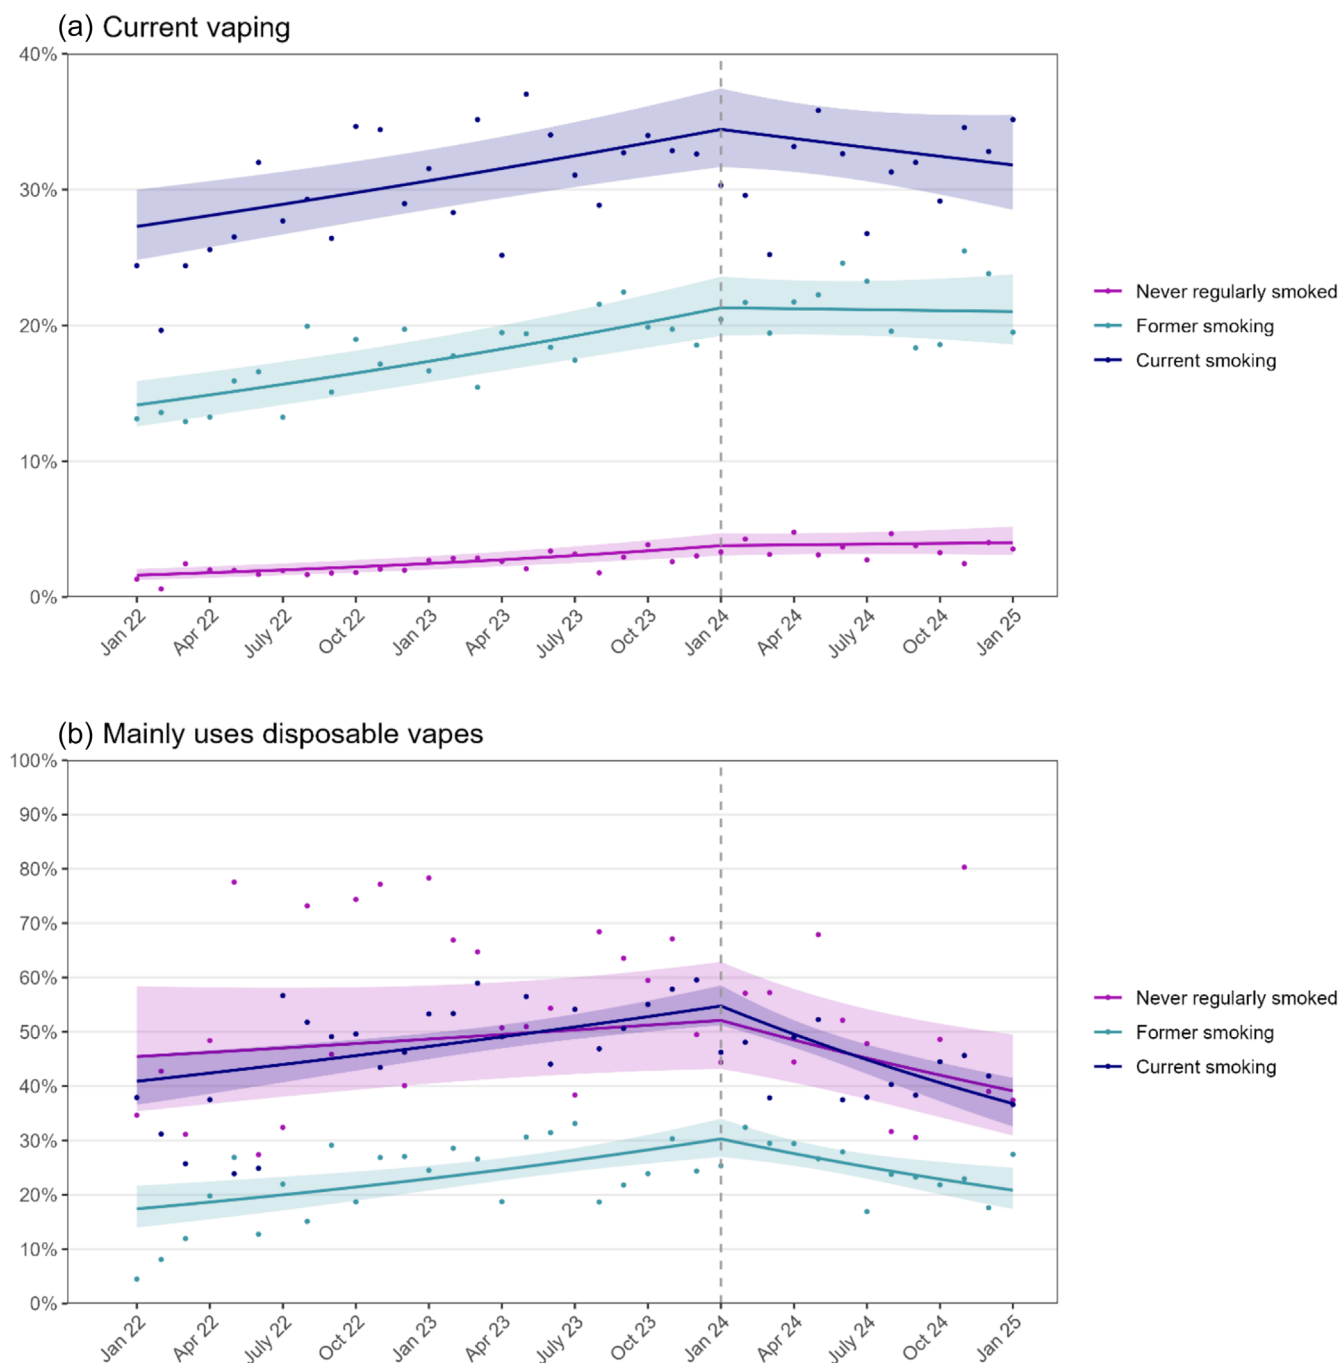 (a) Current vaping
40%
30%
20%
10%
0%
Jan 22
Apr 22
July 22
Oct 22
Jan 23
Apr 23
July 23
Oct 23
Jan 24
Apr 24
July 24
Oct 24
Jan 25
Never regularly smoked
Former smoking
Current smoking
(b) Mainly uses disposable vapes
100%
90%
80%
70%
60%
50%
40%
30%
20%
10%
0%
Jan 22
Apr 22
July 22
Oct 22
Jan 23
Apr 23
July 23
Oct 23
Jan 24
Apr 24
July 24
Oct 24
Jan 25
Never regularly smoked
Former smoking
Current smoking